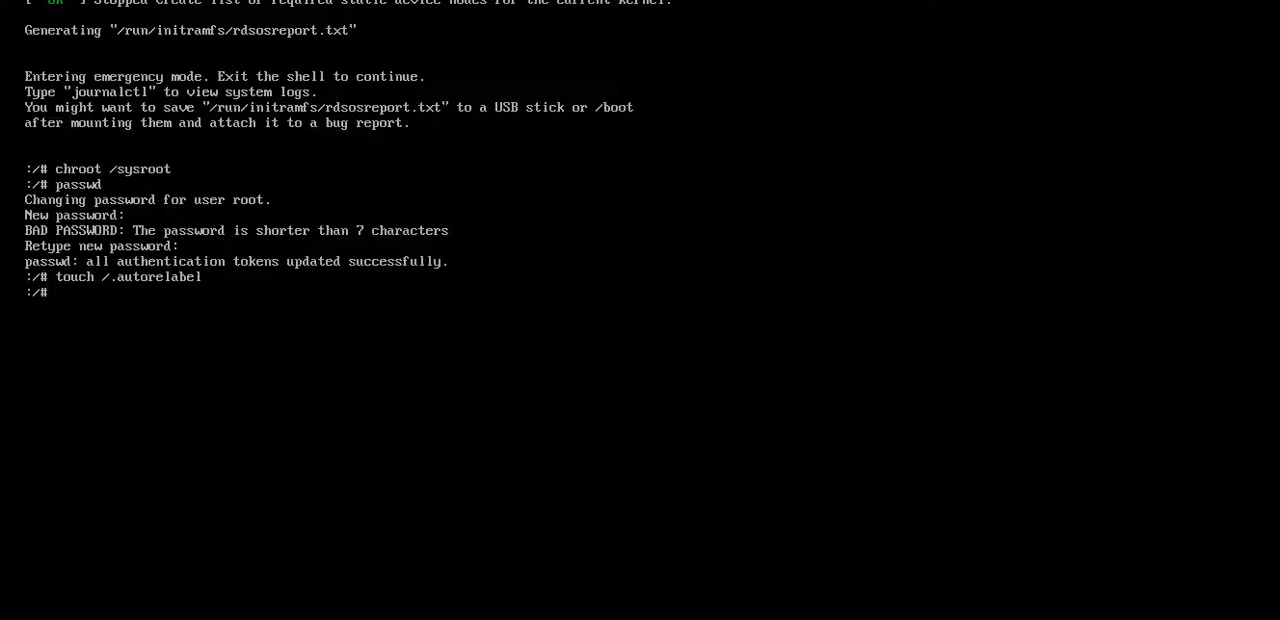 [  OK  ] Stopped Create list of required static device nodes for the current kernel.
Generating "/run/initramfs/rdsosreport.txt"
Entering emergency mode. Exit the shell to continue.
Type "journalctl" to view system logs.
You might want to save "/run/initramfs/rdsosreport.txt" to a USB stick or /boot
after mounting them and attach it to a bug report.
:/# chroot /sysroot
:/# passwd
Changing password for user root.
New password:
BAD PASSWORD: The password is shorter than 7 characters
Retype new password:
passwd: all authentication tokens updated successfully.
:/# touch /.autorelabel
:/#